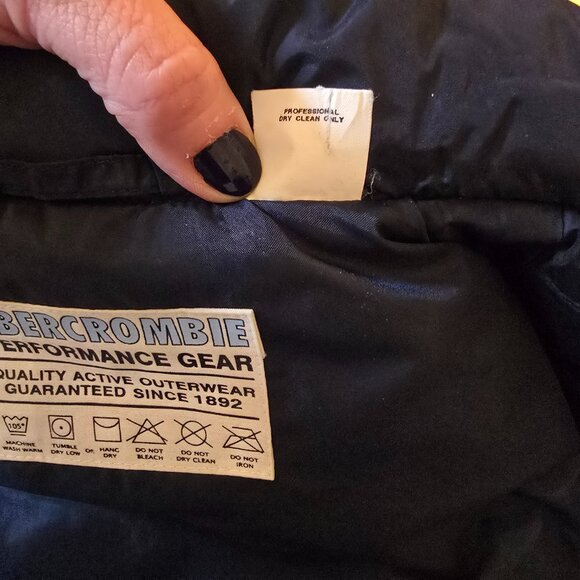 PROFESSIONAL
DRY CLEAN ONLY
BERCROMBIE
ERFORMANCE GEAR
QUALITY ACTIVE OUTERWEAR
GUARANTEED SINCE 1892
105°
MACHINE WASH WARM TUMBLE DRY LOW or HANG DRY DO NOT BLEACH DO NOT DRY CLEAN DO NOT IRON